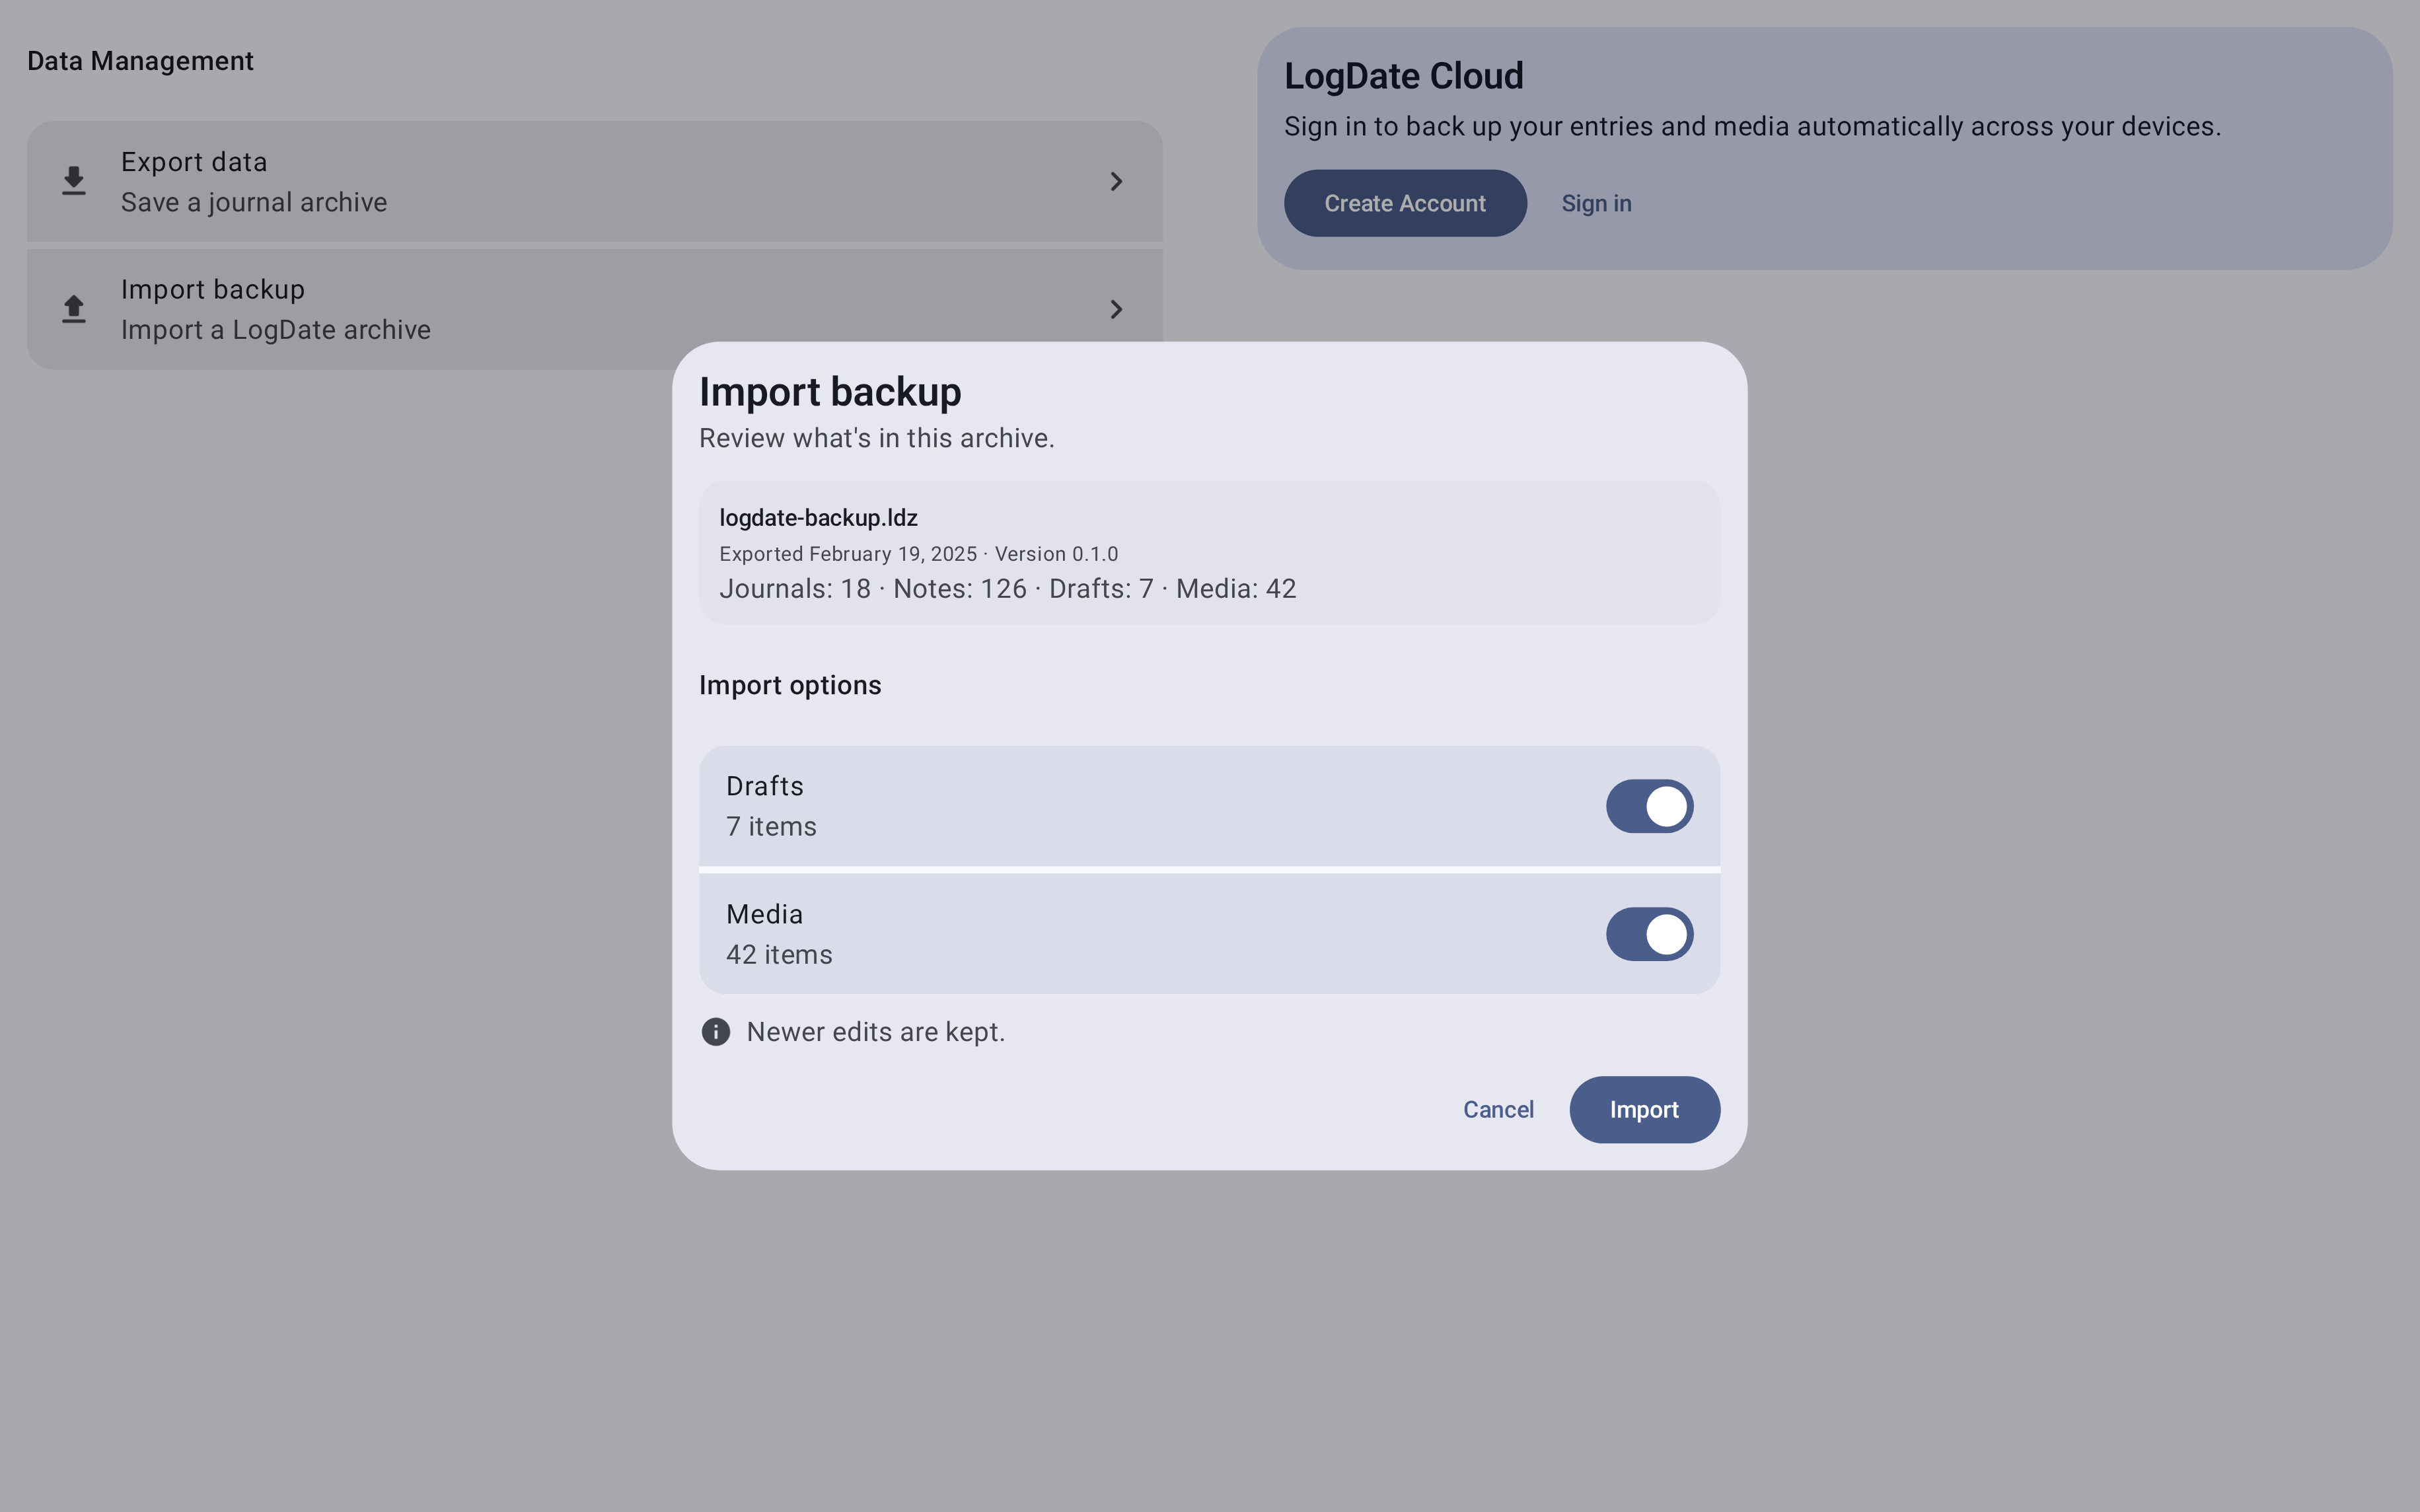 Data Management
Export data
Save a journal archive
Import backup
Import a LogDate archive
LogDate Cloud
Sign in to back up your entries and media automatically across your devices.
Create Account
Sign in
Import backup
Review what's in this archive.
logdate-backup.ldz
Exported February 19, 2025 · Version 0.1.0
Journals: 18 · Notes: 126 · Drafts: 7 · Media: 42
Import options
Drafts
7 items
Media
42 items
Newer edits are kept.
Cancel
Import